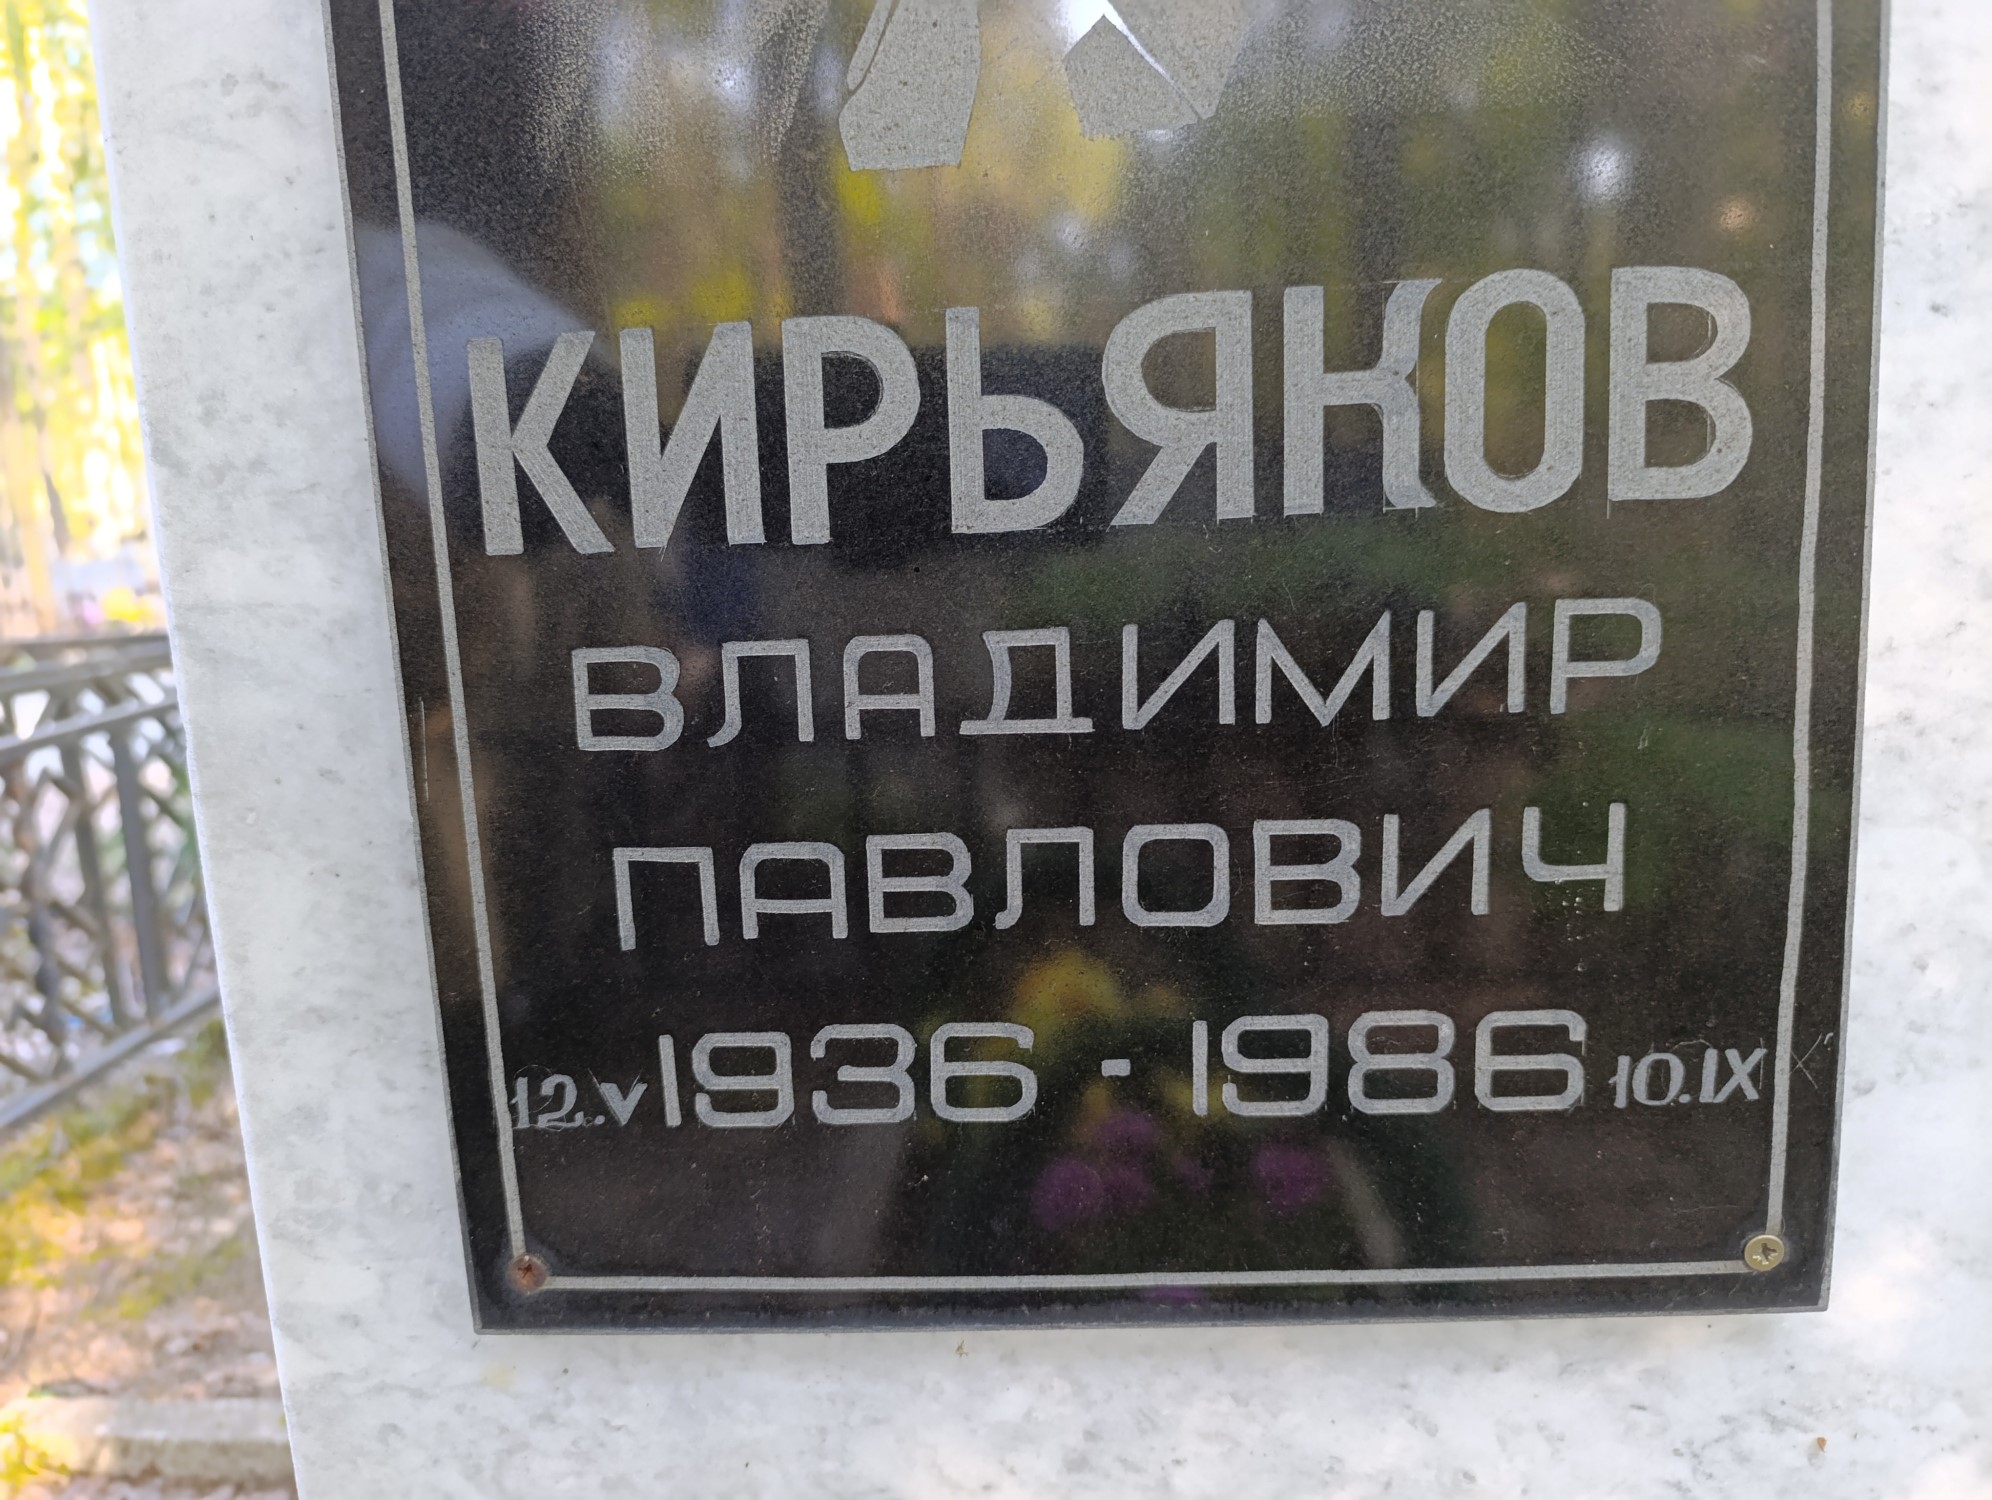 КИРЬЯКОВ
ВЛАДИМИР
ПАВЛОВИЧ
12.V 1936 - 1986 10.IX